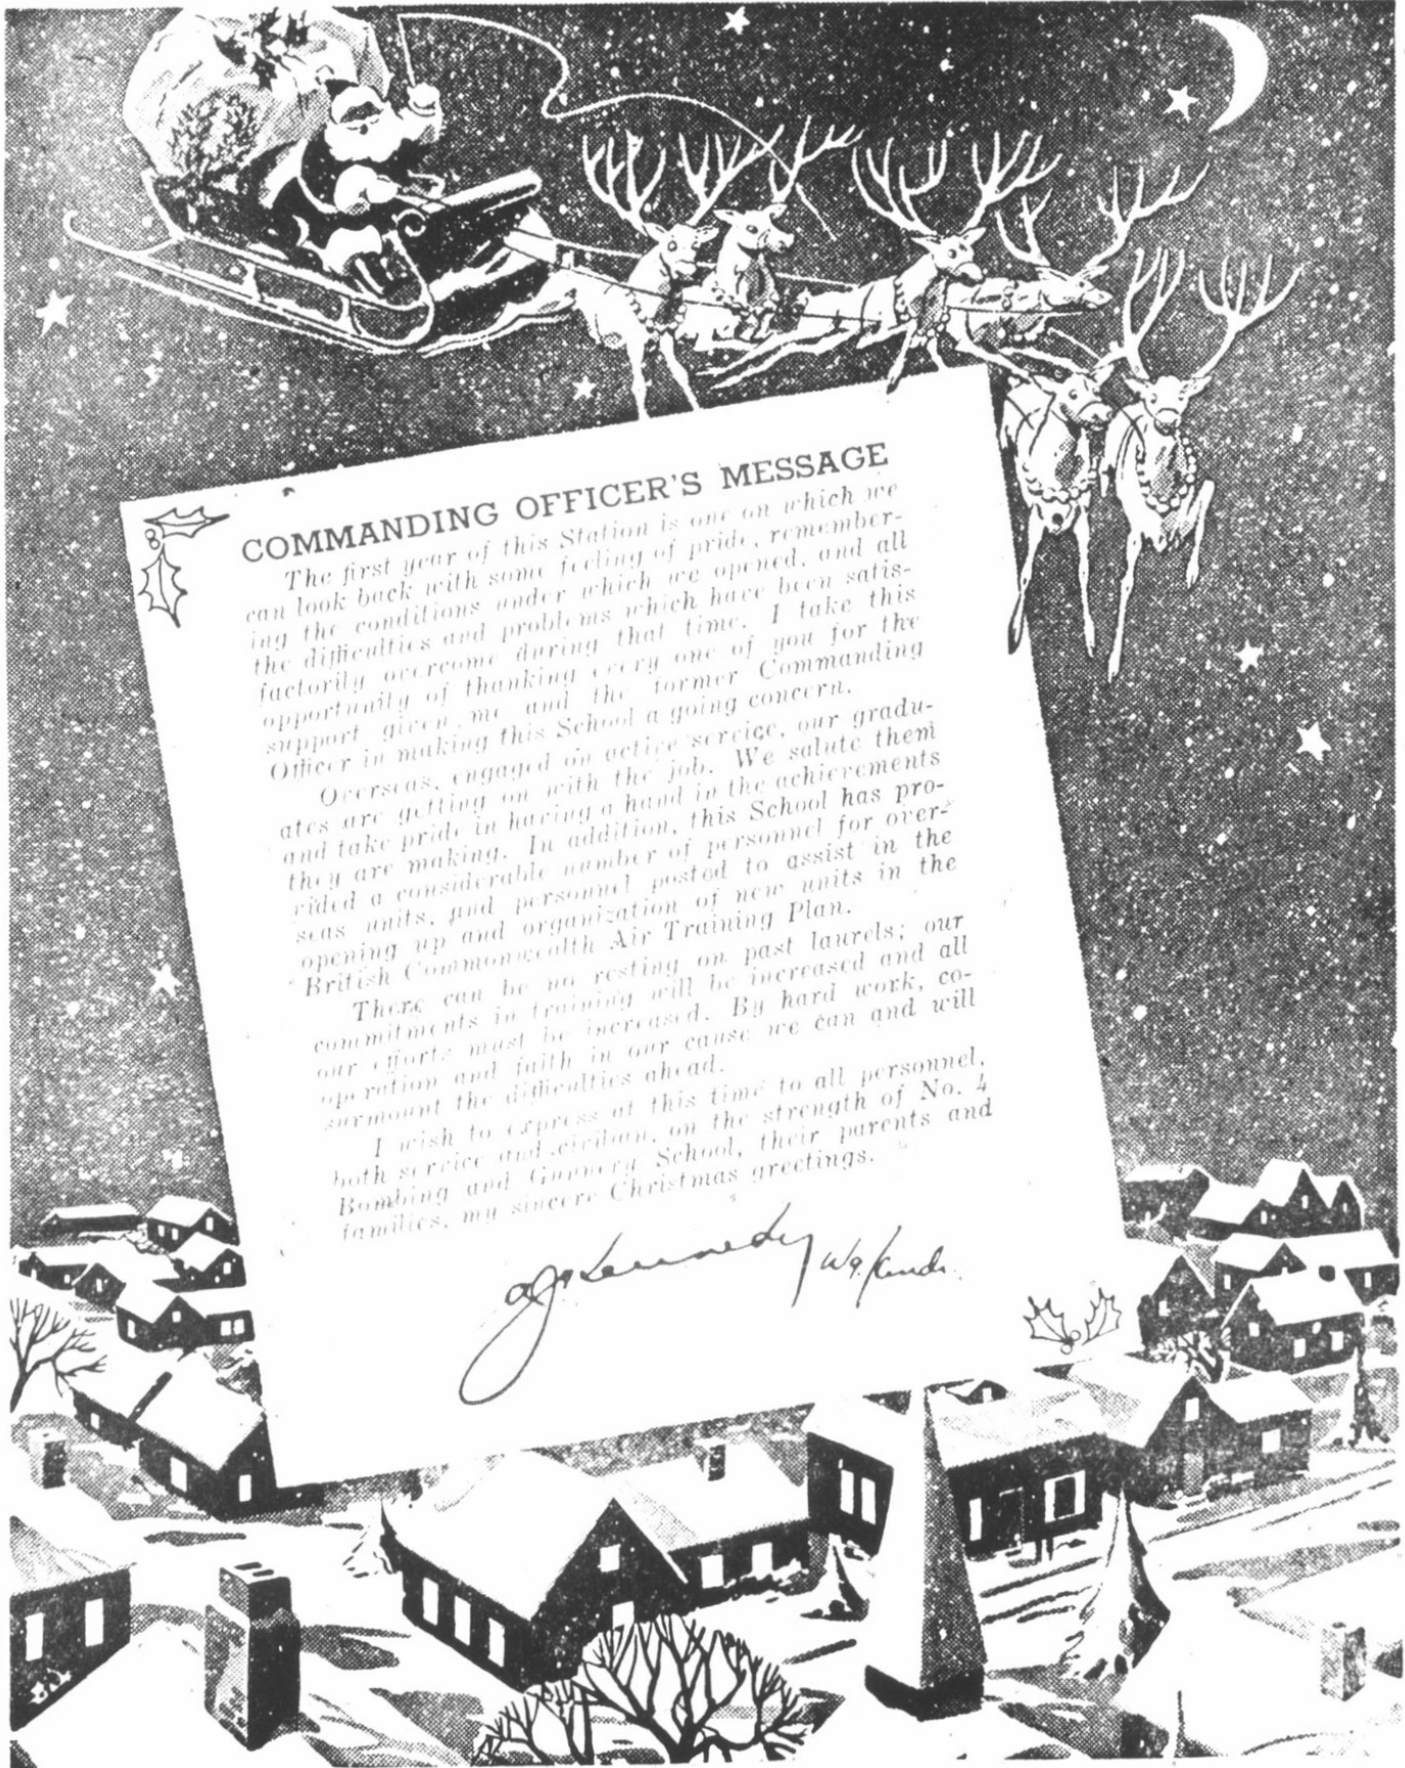 COMMANDING OFFICER'S MESSAGE
The first year of this Station is one on which we
can look back with some feeling of pride, remember-
ing the conditions under which we opened, and all
the difficulties and problems which have been satis-
factorily overcome during that time. I take this
opportunity of thanking every one of you for the
support given me and the former Commanding
Officer in making this School a going concern.
Overseas, engaged on active service, our gradu-
ates are getting on with the job. We salute them
and take pride in having a hand in the achievements
they are making. In addition, this School has pro-
vided a considerable number of personnel for over-
seas units, and personnel posted to assist in the
opening up and organization of new units in the
British Commonwealth Air Training Plan.
There can be no resting on past laurels; our
commitments in training will be increased and all
our efforts must be increased. By hard work, co-
operation and faith in our cause we can and will
surmount the difficulties ahead.
I wish to express at this time to all personnel,
both service and civilian, on the strength of No. 4
Bombing and Gunnery School, their parents and
families, my sincere Christmas greetings.
Kennedy